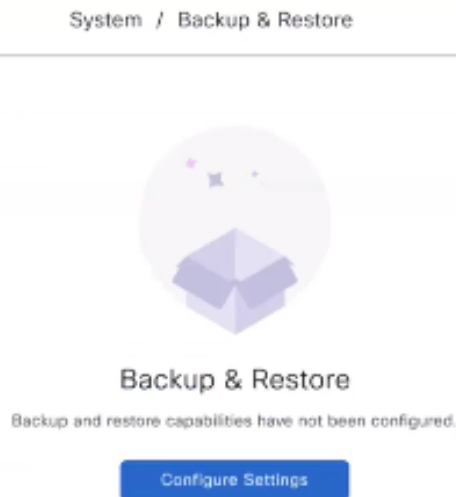 System / Backup & Restore
Backup & Restore
Backup and restore capabilities have not been configured.
Configure Settings